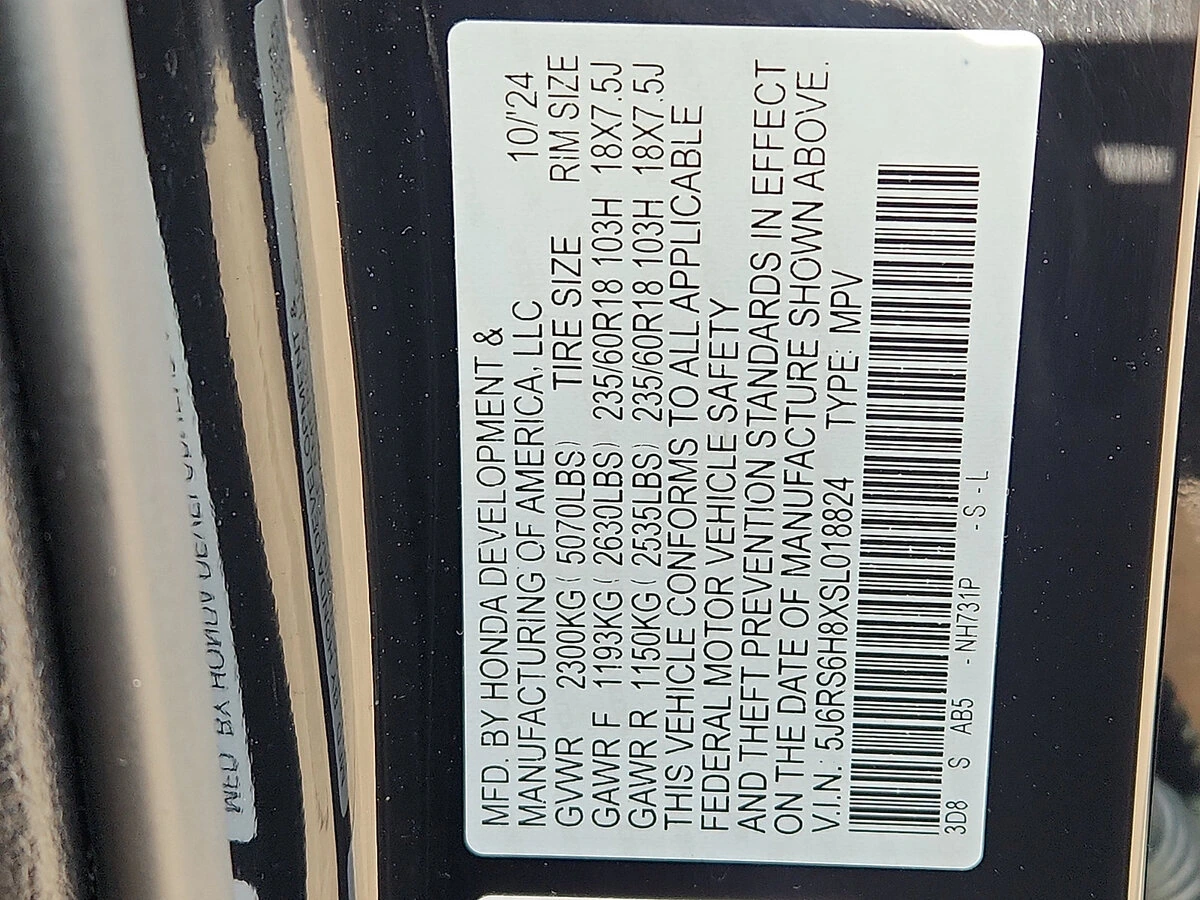 MFD. BY HONDA DEVELOPMENT &
MANUFACTURING OF AMERICA, LLC 10/'24
GVWR 2300KG ( 5070LBS) TIRE SIZE RIM SIZE
GAWR F 1193KG ( 2630LBS) 235/60R18 103H 18X7.5J
GAWR R 1150KG ( 2535LBS) 235/60R18 103H 18X7.5J
THIS VEHICLE CONFORMS TO ALL APPLICABLE
FEDERAL MOTOR VEHICLE SAFETY
AND THEFT PREVENTION STANDARDS IN EFFECT
ON THE DATE OF MANUFACTURE SHOWN ABOVE.
V.I.N: 5J6RS6H8XSL018824 TYPE: MPV
3D8 S AB5 - NH731P - S - L
MFD. BY HONDA